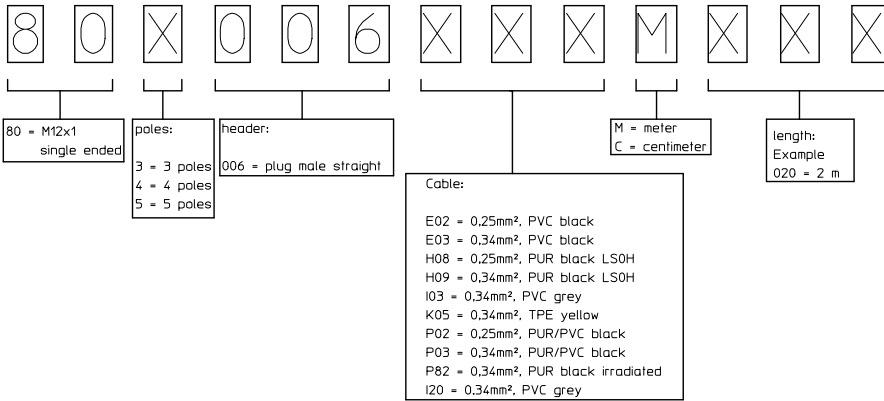 8 0 X 0 0 6 X X X M X X X
80 = M12x1
single ended
poles:
3 = 3 poles
4 = 4 poles
5 = 5 poles
header:
006 = plug male straight
Cable:
E02 = 0,25mm², PVC black
E03 = 0,34mm², PVC black
H08 = 0,25mm², PUR black LS0H
H09 = 0,34mm², PUR black LS0H
I03 = 0,34mm², PVC grey
K05 = 0,34mm², TPE yellow
P02 = 0,25mm², PUR/PVC black
P03 = 0,34mm², PUR/PVC black
P82 = 0,34mm², PUR black irradiated
I20 = 0,34mm², PVC grey
M = meter
C = centimeter
length:
Example
020 = 2 m